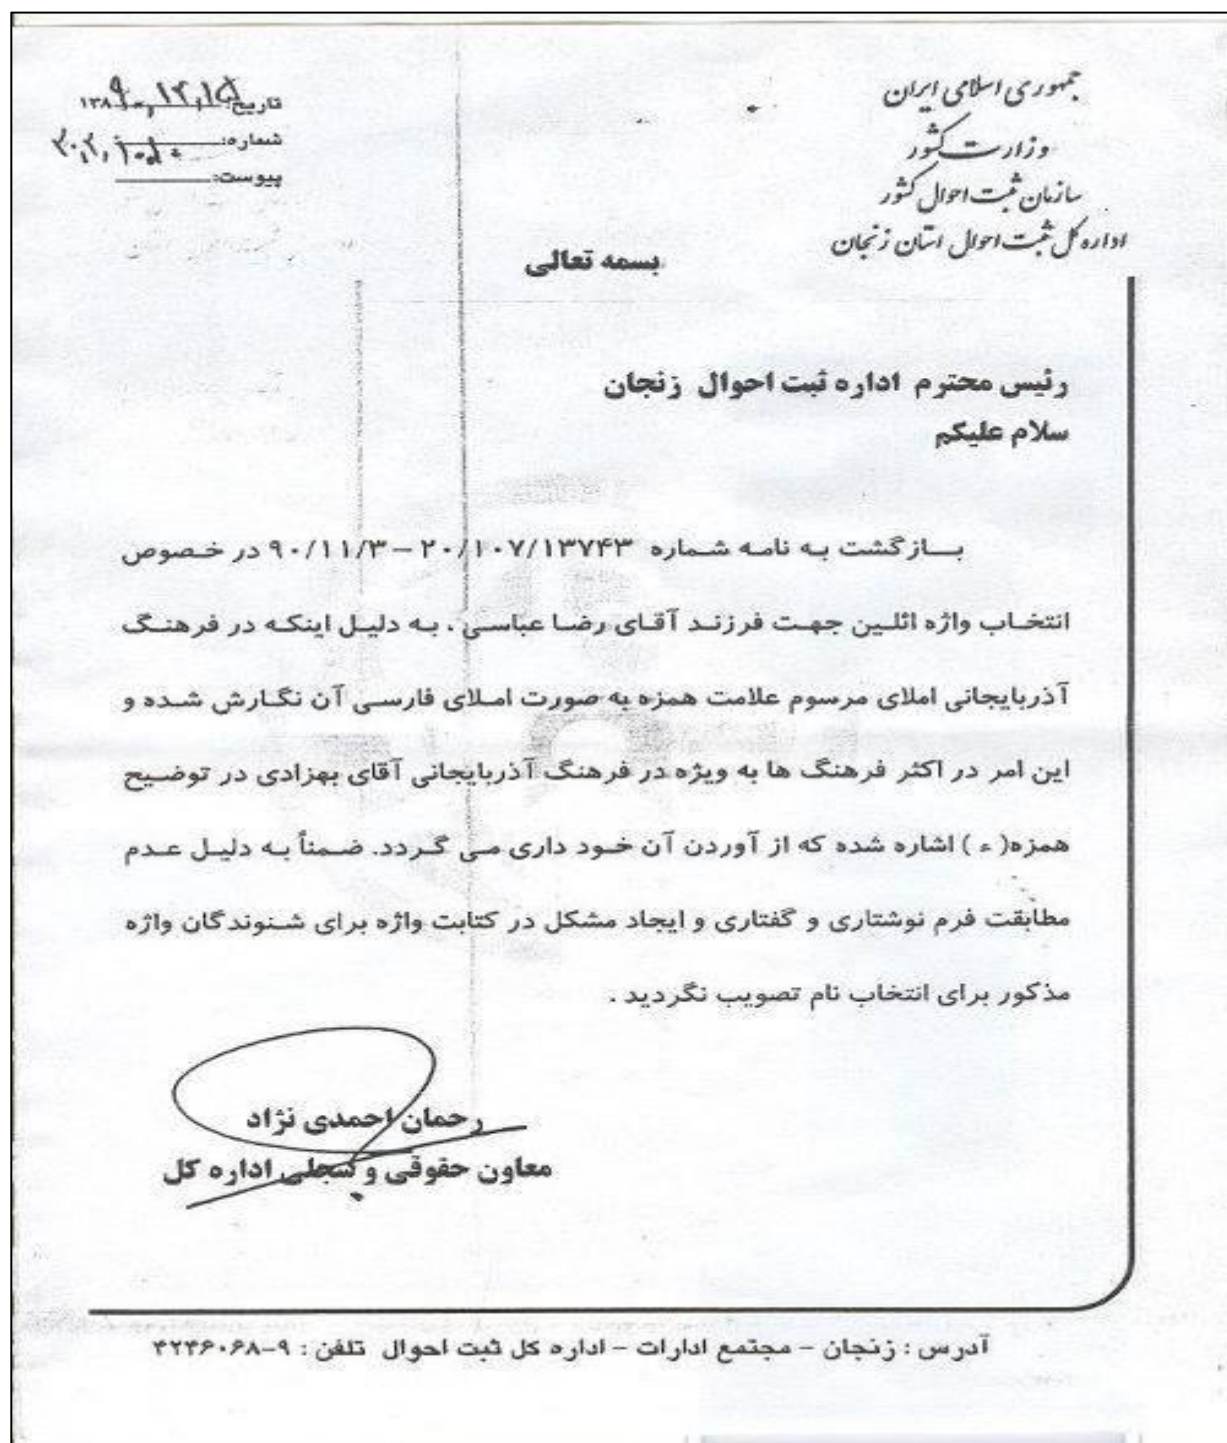 جمهوری اسلامی ایران
وزارت کشور
سازمان ثبت احوال کشور
اداره کل ثبت احوال استان زنجان
تاریخ: ۱۳۸۹۰،۱۲،۱۵
شماره:
پیوست:
بسمه تعالی
رئیس محترم اداره ثبت احوال زنجان
سلام علیکم
بازگشت به نامه شماره ۲۰/۱۰۷/۱۳۷۴۳ – ۹۰/۱۱/۳ در خصوص
انتخاب واژه ائلین جهت فرزند آقای رضا عباسی ، به دلیل اینکه در فرهنگ
آذربایجانی املای مرسوم علامت همزه به صورت املای فارسی آن نگارش شده و
این امر در اکثر فرهنگ ها به ویژه در فرهنگ آذربایجانی آقای بهزادی در توضیح
همزه( ء ) اشاره شده که از آوردن آن خود داری می گردد. ضمناً به دلیل عدم
مطابقت فرم نوشتاری و گفتاری و ایجاد مشکل در کتابت واژه برای شنوندگان واژه
مذکور برای انتخاب نام تصویب نگردید .
رحمان احمدی نژاد
معاون حقوقی و سجلی اداره کل
آدرس : زنجان – مجتمع ادارات – اداره کل ثبت احوال تلفن : ۹-۴۲۴۶۰۶۸